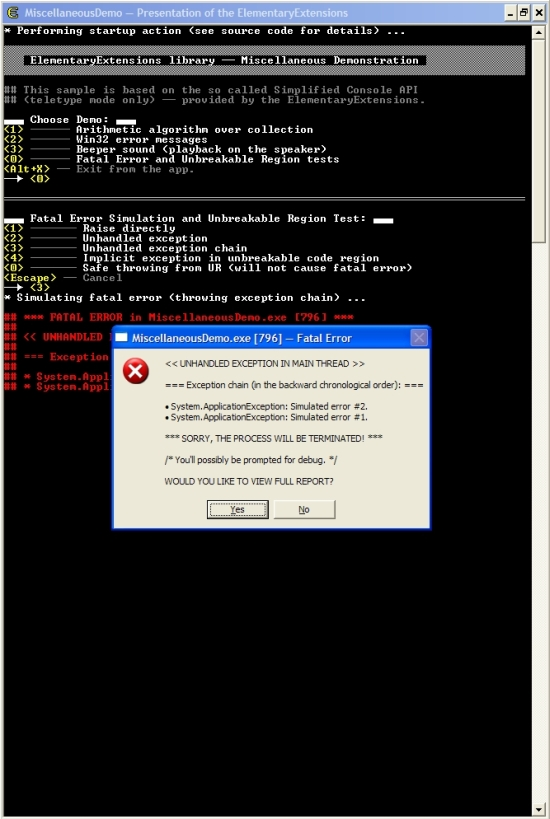 MiscellaneousDemo — Presentation of the ElementaryExtensions
* Performing startup action (see source code for details) ...
ElementaryExtensions library — Miscellaneous Demonstration
## This sample is based on the so called Simplified Console API
## (teletype mode only) — provided by the ElementaryExtensions.
Choose Demo:
<1> ——— Arithmetic algorithm over collection
<2> ——— Win32 error messages
<3> ——— Beeper sound (playback on the speaker)
<0> ——— Fatal Error and Unbreakable Region tests
<Alt+X> — Exit from the app.
—> <0>
Fatal Error Simulation and Unbreakable Region Test:
<1> ——— Raise directly
<2> ——— Unhandled exception
<3> ——— Unhandled exception chain
<4> ——— Implicit exception in unbreakable code region
<0> ——— Safe throwing from UR (will not cause fatal error)
<Escape> — Cancel
—> <3>
* Simulating fatal error (throwing exception chain) ...
## *** FATAL ERROR in MiscellaneousDemo.exe [796] ***
##
## << UNHANDLED
##
## === Exception
##
## * System.Appl
## * System.Appl
MiscellaneousDemo.exe [796] — Fatal Error
<< UNHANDLED EXCEPTION IN MAIN THREAD >>
=== Exception chain (in the backward chronological order): ===
• System.ApplicationException: Simulated error #2.
• System.ApplicationException: Simulated error #1.
*** SORRY, THE PROCESS WILL BE TERMINATED! ***
/* You'll possibly be prompted for debug. */
WOULD YOU LIKE TO VIEW FULL REPORT?
Yes No